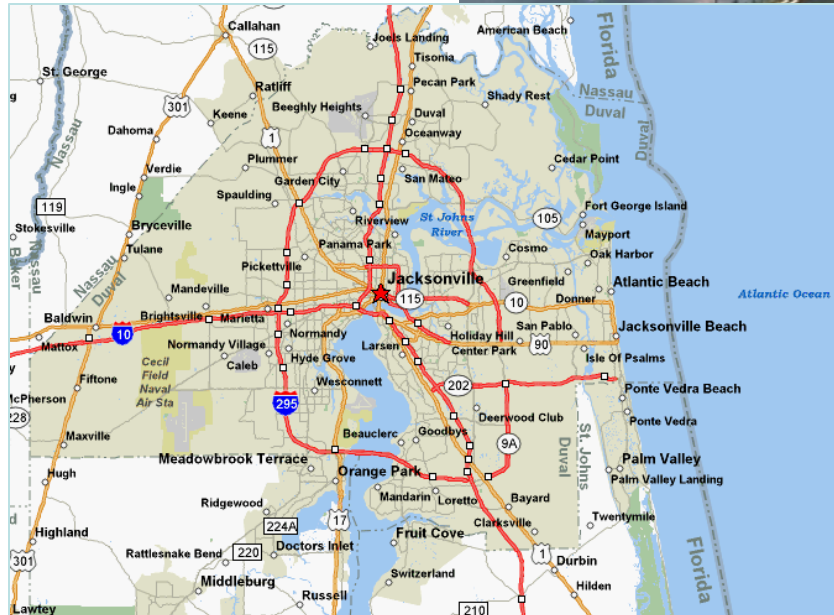 American Beach
Florida
Callahan
115
Joels Landing
Tisonia
St. George
Ratliff
Pecan Park
Nassau
Duval
Florida
301
Keene
Beeghly Heights
Shady Rest
Duval
Dahoma
1
Oceanway
Nassau
Verdie
Plummer
Garden City
San Mateo
Cedar Point
Ingle
Spaulding
119
Bryceville
Riverview
St Johns
River
105
Fort George Island
Mayport
Stokesville
Tulane
Panama Park
Cosmo
Oak Harbor
Baker
Nassau
Nassau
Duval
Pickettville
Jacksonville
Greenfield
Atlantic Beach
Mandeville
115
10
Donner
Atlantic Ocean
Baldwin
Brightsville
Marietta
10
Normandy
Holiday Hill
San Pablo
Jacksonville Beach
Mattox
Normandy Village
Hyde Grove
Larsen
Center Park
90
Isle Of Psalms
Cecil
Field
Naval
Air Sta
Caleb
Fiftone
McPherson
228
Wesconnett
202
Ponte Vedra Beach
295
Deerwood Club
Ponte Vedra
Maxville
Beauclerc
Goodbys
9A
Duval
St. Johns
Meadowbrook Terrace
Palm Valley
Hugh
Orange Park
Palm Valley Landing
Ridgewood
Mandarin
Loretto
Bayard
224A
17
Clarksville
Twentymile
Highland
301
Rattlesnake Bend
220
Doctors Inlet
Fruit Cove
1
Durbin
Florida
Middleburg
Switzerland
Hilden
Lawtey
Russell
210